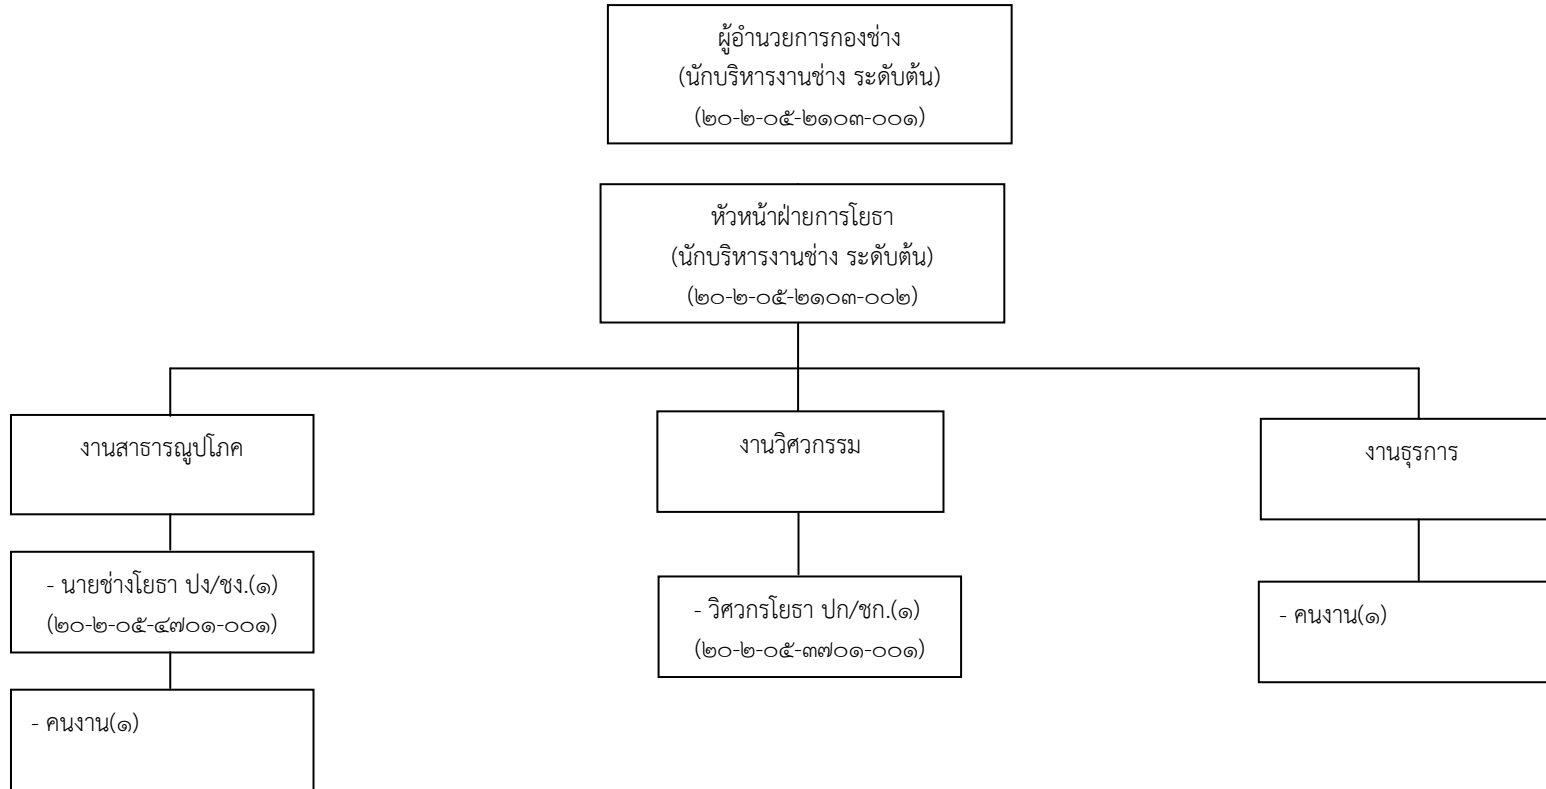 ผู้อำนวยการกองช่าง
(นักบริหารงานช่าง ระดับต้น)
(๒๐-๒-๐๕-๒๑๐๓-๐๐๑)
หัวหน้าฝ่ายการโยธา
(นักบริหารงานช่าง ระดับต้น)
(๒๐-๒-๐๕-๒๑๐๓-๐๐๒)
งานสาธารณูปโภค
งานวิศวกรรม
งานธุรการ
- นายช่างโยธา ปง/ชง.(๑)
(๒๐-๒-๐๕-๔๗๐๑-๐๐๑)
- วิศวกรโยธา ปก/ชก.(๑)
(๒๐-๒-๐๕-๓๗๐๑-๐๐๑)
- คนงาน(๑)
- คนงาน(๑)